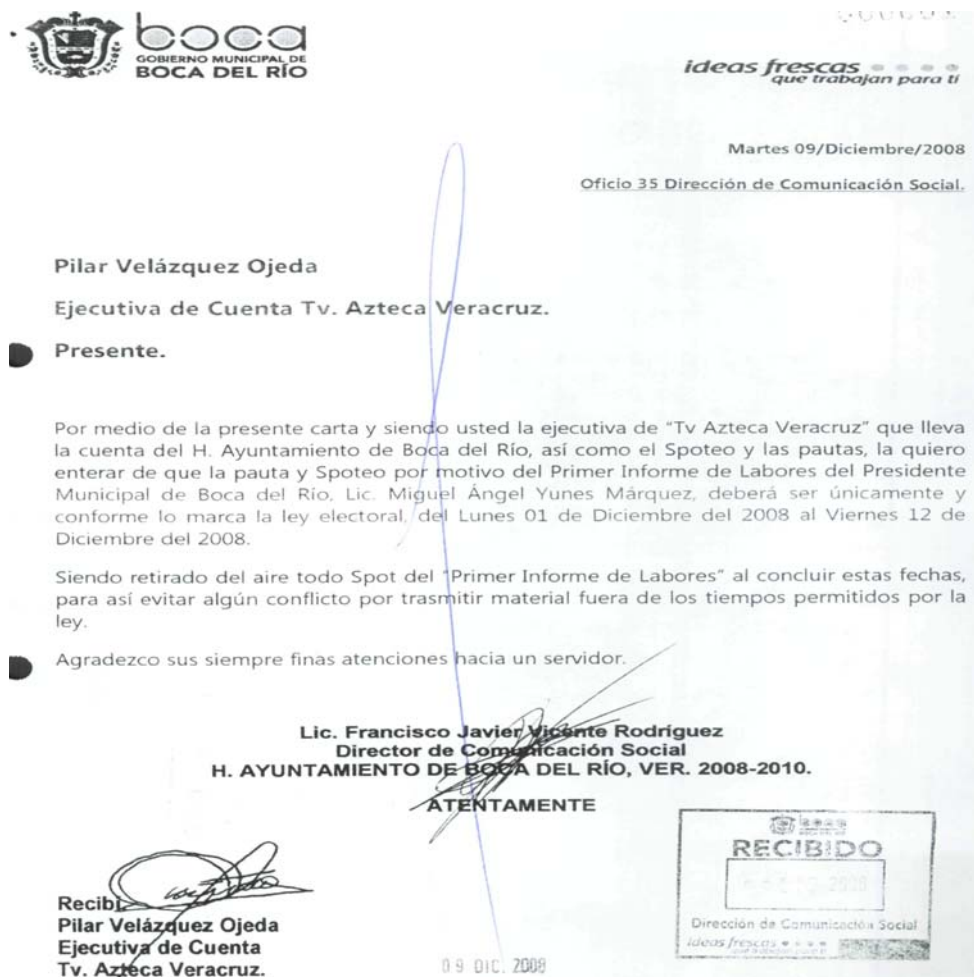 boca
GOBIERNO MUNICIPAL DE
BOCA DEL RÍO
ideas frescas
que trabajan para ti
Martes 09/Diciembre/2008
Oficio 35 Dirección de Comunicación Social.
Pilar Velázquez Ojeda
Ejecutiva de Cuenta Tv. Azteca Veracruz.
Presente.
Por medio de la presente carta y siendo usted la ejecutiva de "Tv Azteca Veracruz" que lleva
la cuenta del H. Ayuntamiento de Boca del Río, así como el Spoteo y las pautas, la quiero
enterar de que la pauta y Spoteo por motivo del Primer Informe de Labores del Presidente
Municipal de Boca del Río, Lic. Miguel Ángel Yunes Márquez, deberá ser únicamente y
conforme lo marca la ley electoral, del Lunes 01 de Diciembre del 2008 al Viernes 12 de
Diciembre del 2008.
Siendo retirado del aire todo Spot del "Primer Informe de Labores" al concluir estas fechas,
para así evitar algún conflicto por trasmitir material fuera de los tiempos permitidos por la
ley.
Agradezco sus siempre finas atenciones hacia un servidor.
Lic. Francisco Javier Vicente Rodríguez
Director de Comunicación Social
H. AYUNTAMIENTO DE BOCA DEL RÍO, VER. 2008-2010.
ATENTAMENTE
Recibí
Pilar Velázquez Ojeda
Ejecutiva de Cuenta
Tv. Azteca Veracruz.
09 DIC. 2008
boca
RECIBIDO
2008
Dirección de Comunicación Social
ideas frescas